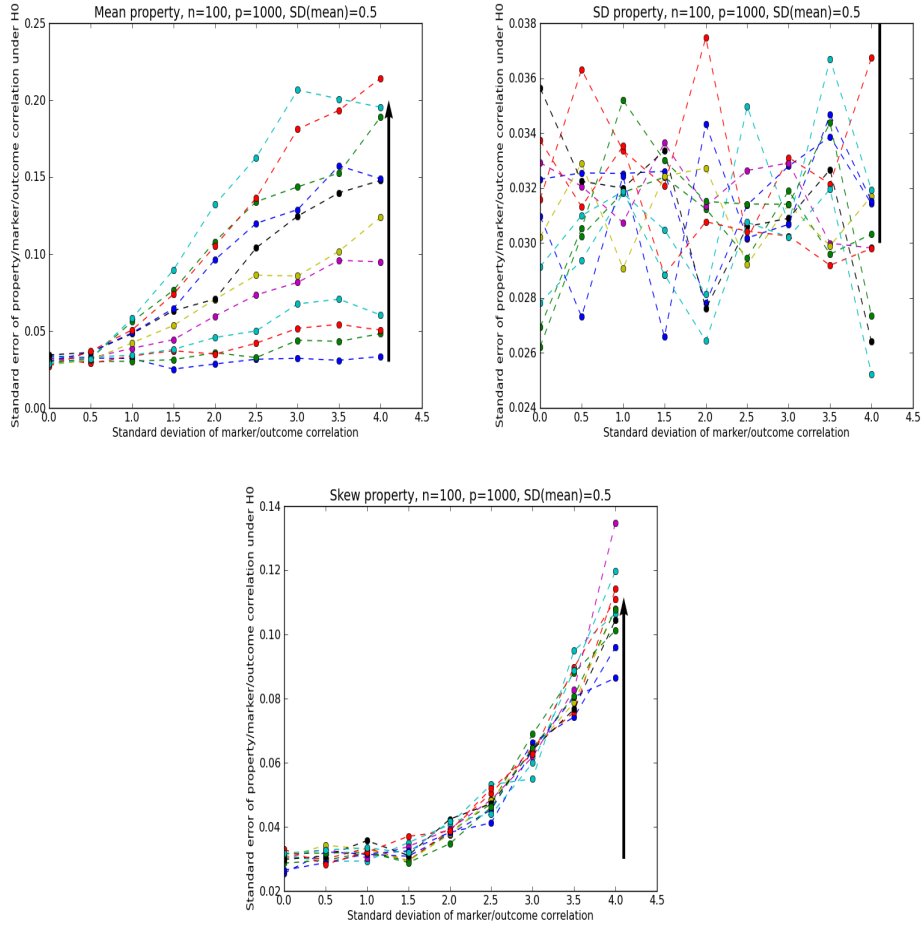 Mean property, n=100, p=1000, SD(mean)=0.5
Standard error of property/marker/outcome correlation under H0
0.25
0.20
0.15
0.10
0.05
0.00
0.0 0.5 1.0 1.5 2.0 2.5 3.0 3.5 4.0 4.5
Standard deviation of marker/outcome correlation
SD property, n=100, p=1000, SD(mean)=0.5
Standard error of property/marker/outcome correlation under H0
0.038
0.036
0.034
0.032
0.030
0.028
0.026
0.024
0.0 0.5 1.0 1.5 2.0 2.5 3.0 3.5 4.0 4.5
Standard deviation of marker/outcome correlation
Skew property, n=100, p=1000, SD(mean)=0.5
Standard error of property/marker/outcome correlation under H0
0.14
0.12
0.10
0.08
0.06
0.04
0.02
0.0 0.5 1.0 1.5 2.0 2.5 3.0 3.5 4.0 4.5
Standard deviation of marker/outcome correlation